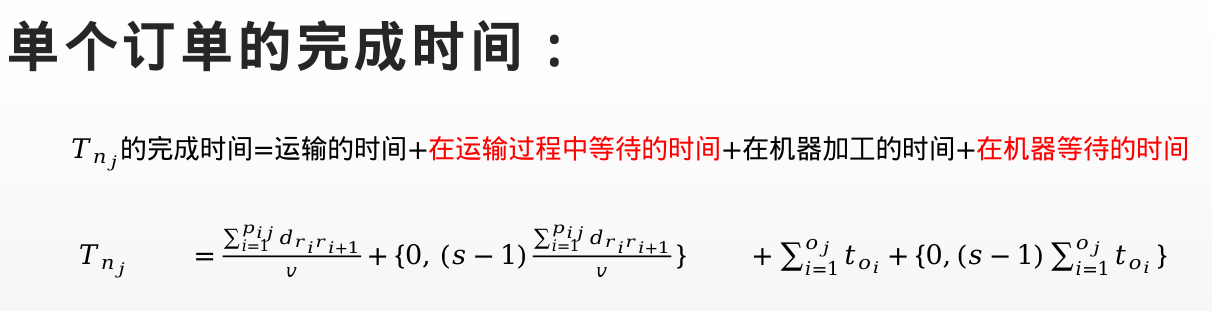 单个订单的完成时间：
T_{n_j}的完成时间=运输的时间+在运输过程中等待的时间+在机器加工的时间+在机器等待的时间
T_{n_j} = \frac{\sum_{i=1}^{p_{ij}} d_{r_i r_{i+1}}}{v} + \{0, (s-1) \frac{\sum_{i=1}^{p_{ij}} d_{r_i r_{i+1}}}{v}\} + \sum_{i=1}^{o_j} t_{o_i} + \{0, (s-1) \sum_{i=1}^{o_j} t_{o_i}\}